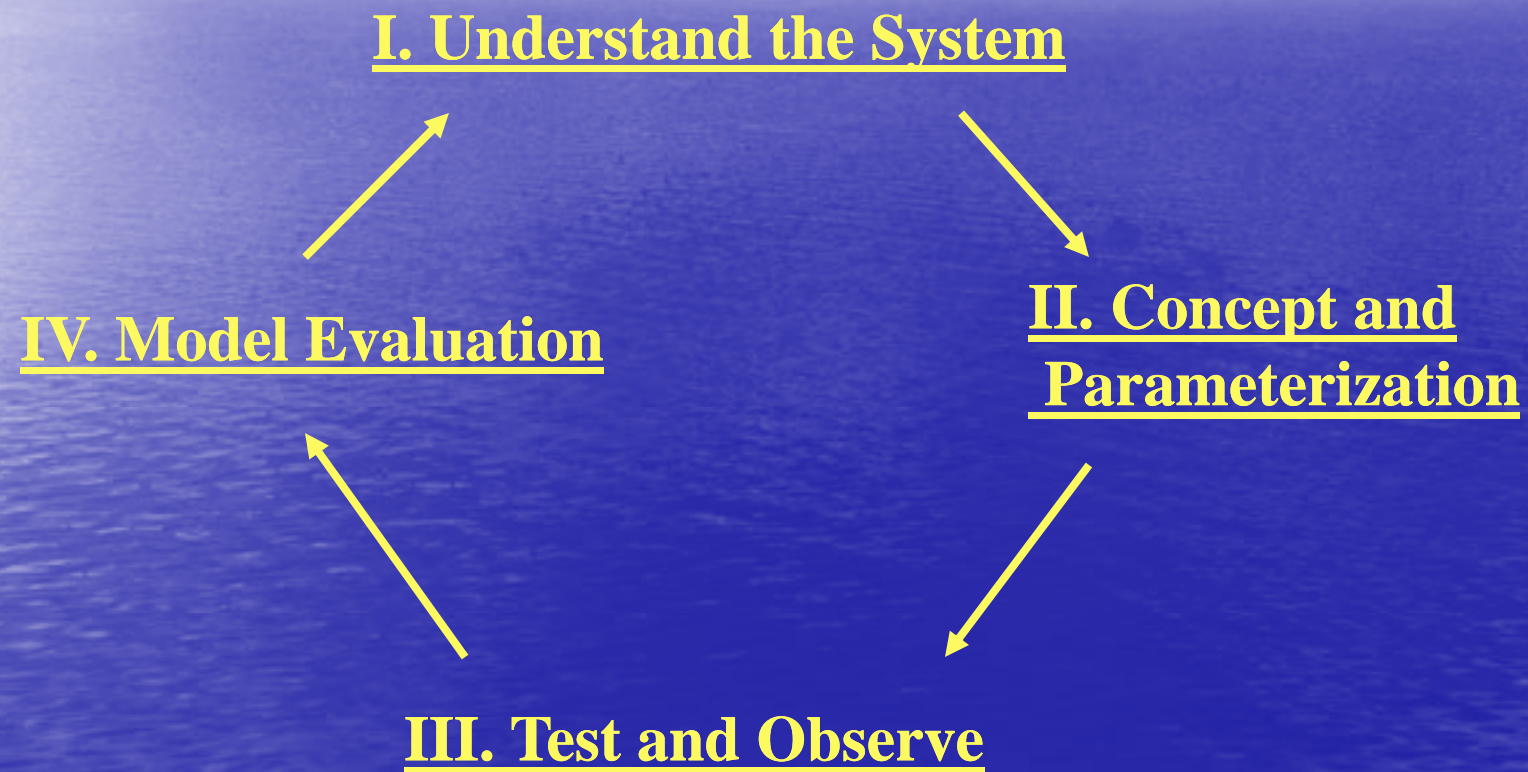 I. Understand the System
II. Concept and
Parameterization
IV. Model Evaluation
III. Test and Observe